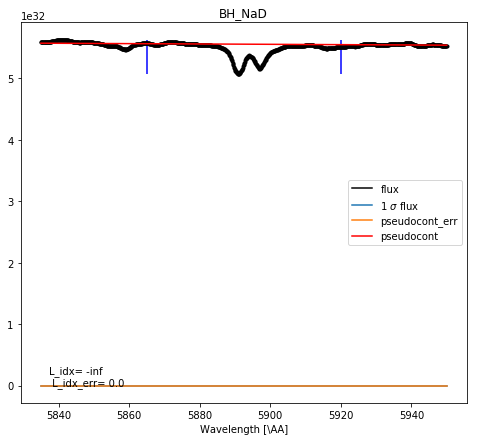 BH_NaD
1e32
5
4
3
2
1
0
flux
1 σ flux
pseudocont_err
pseudocont
L_idx= -inf
L_idx_err= 0.0
5840 5860 5880 5900 5920 5940
Wavelength [\AA]